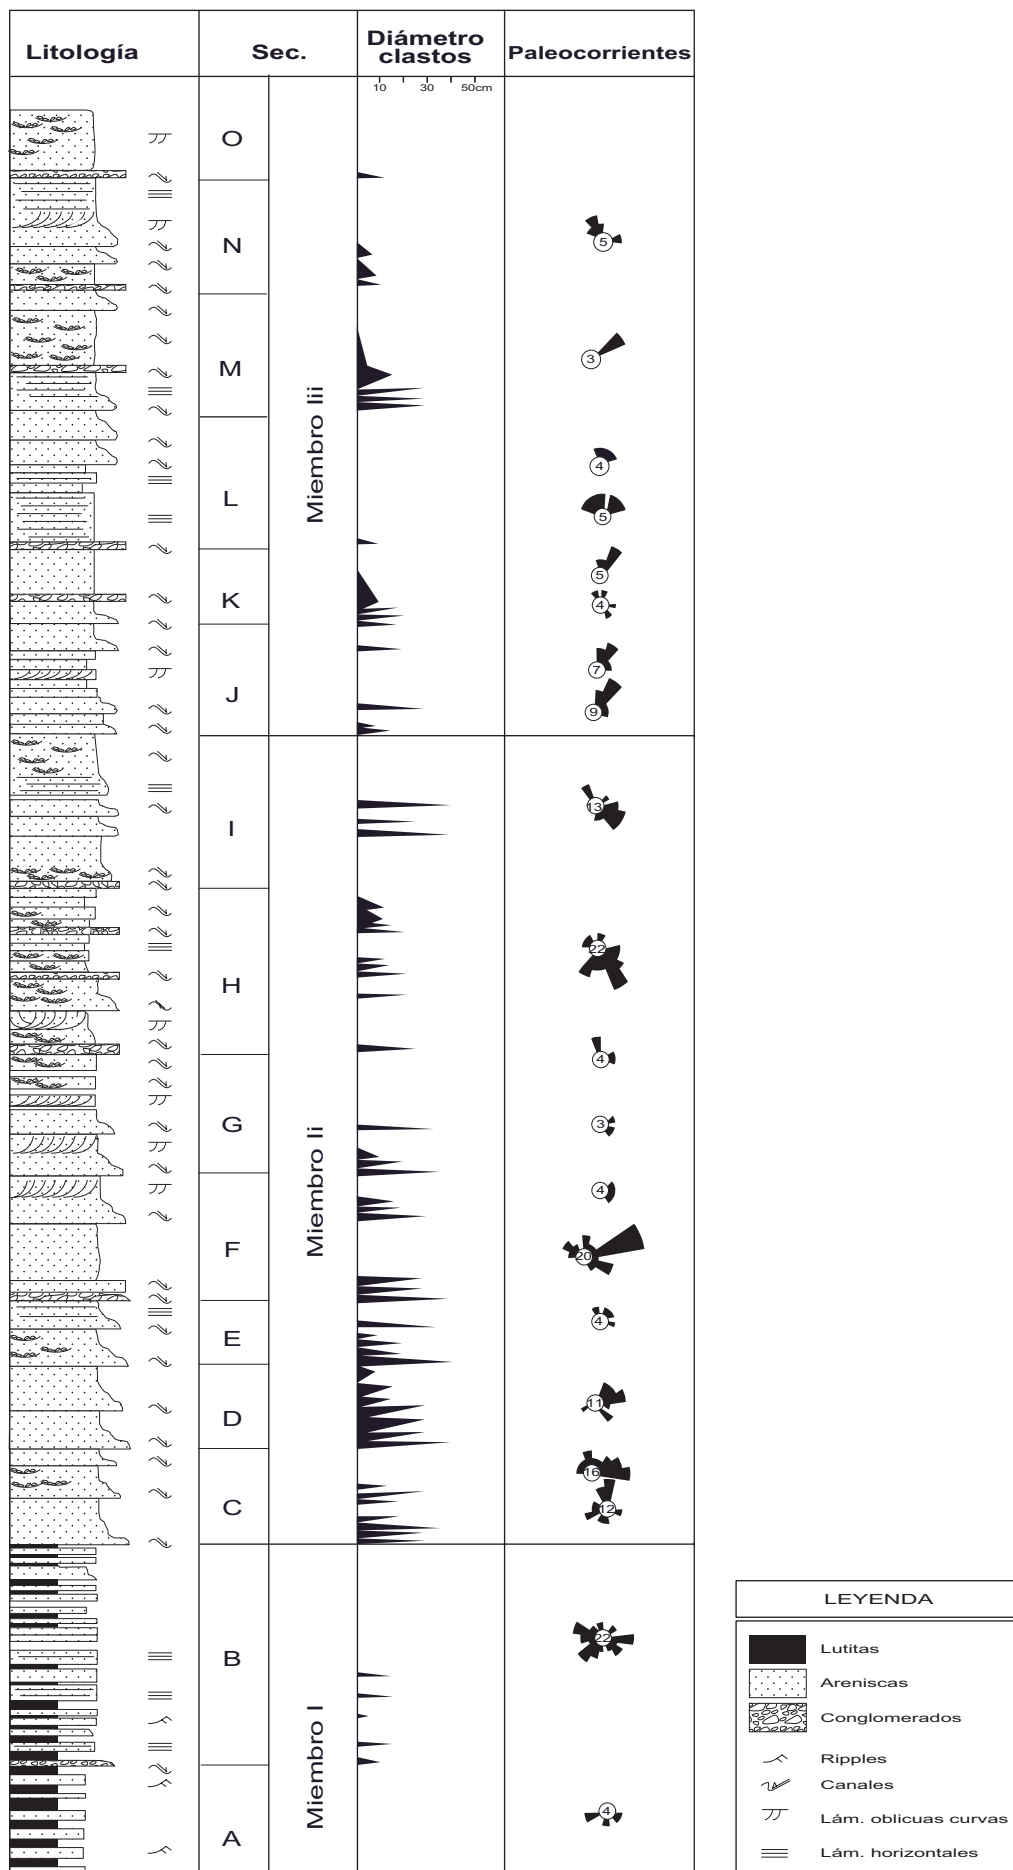 Litología
Sec.
Diámetro
clastos
Paleocorrientes
10 30 50cm
O
N
5
M
3
Miembro Iii
4
L
5
5
K
4
7
J
9
13
I
22
H
4
G
3
Miembro Ii
4
F
20
E
4
D
11
16
C
12
B
22
Miembro I
A
4
LEYENDA
Lutitas
Areniscas
Conglomerados
Ripples
Canales
Lám. oblícuas curvas
Lám. horizontales